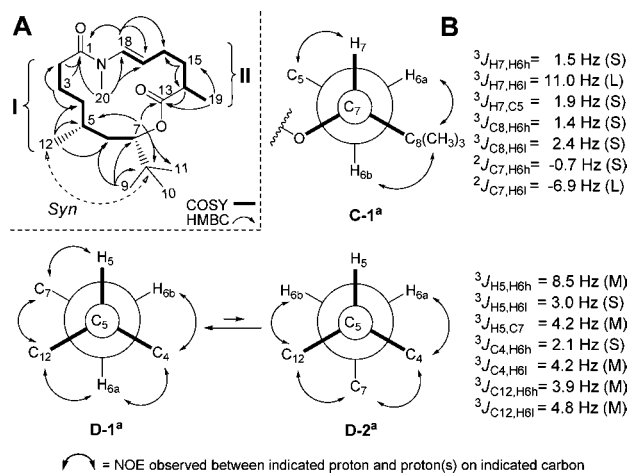 A
O
1
N
18
15
3
20
O
13
19
I
II
5
7
O
12
9
10
11
Syn
COSY
HMBC
B
H7
C5
H6a
C7
O
C8(CH3)3
H6b
C-1a
3JH7,H6h= 1.5 Hz (S)
3JH7,H6l= 11.0 Hz (L)
3JH7,C5 = 1.9 Hz (S)
3JC8,H6h= 1.4 Hz (S)
3JC8,H6l = 2.4 Hz (S)
2JC7,H6h= -0.7 Hz (S)
2JC7,H6l= -6.9 Hz (L)
H5
C7
H6b
C5
C12
C4
H6a
D-1a
H5
H6b
H6a
C5
C12
C4
C7
D-2a
3JH5,H6h = 8.5 Hz (M)
3JH5,H6l = 3.0 Hz (S)
3JH5,C7 = 4.2 Hz (M)
3JC4,H6h = 2.1 Hz (S)
3JC4,H6l = 4.2 Hz (M)
3JC12,H6h= 3.9 Hz (M)
3JC12,H6l = 4.8 Hz (M)
= NOE observed between indicated proton and proton(s) on indicated carbon